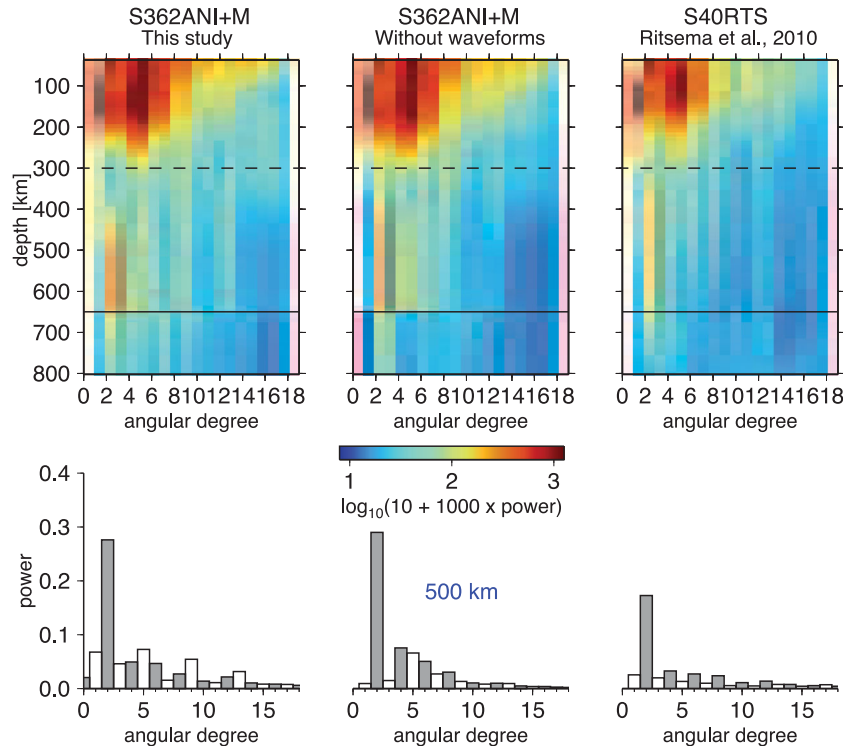 S362ANI+M
This study
S362ANI+M
Without waveforms
S40RTS
Ritsema et al., 2010
depth [km]
100
200
300
400
500
600
700
800
0 2 4 6 8 10 12 14 16 18
angular degree
0 2 4 6 8 10 12 14 16 18
angular degree
0 2 4 6 8 10 12 14 16 18
angular degree
1 2 3
log10(10 + 1000 x power)
power
0.4
0.3
0.2
0.1
0.0
500 km
0 5 10 15
angular degree
0 5 10 15
angular degree
0 5 10 15
angular degree